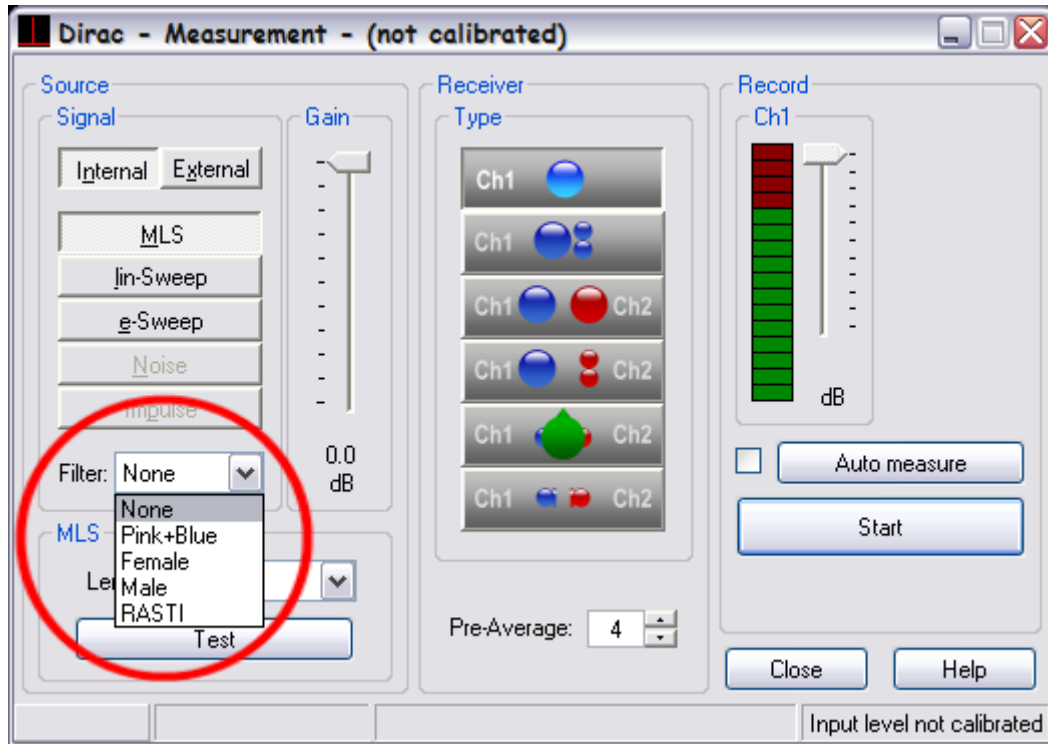 Dirac - Measurement - (not calibrated)
Source
Signal
Internal
External
MLS
lin-Sweep
e-Sweep
Noise
Impulse
Filter: None
None
Pink+Blue
Female
Male
RASTI
Gain
0.0
dB
MLS
Test
Receiver
Type
Ch1
Ch1
Ch1 Ch2
Ch1 Ch2
Ch1 Ch2
Ch1 Ch2
Pre-Average: 4
Record
Ch1
dB
Auto measure
Start
Close
Help
Input level not calibrated